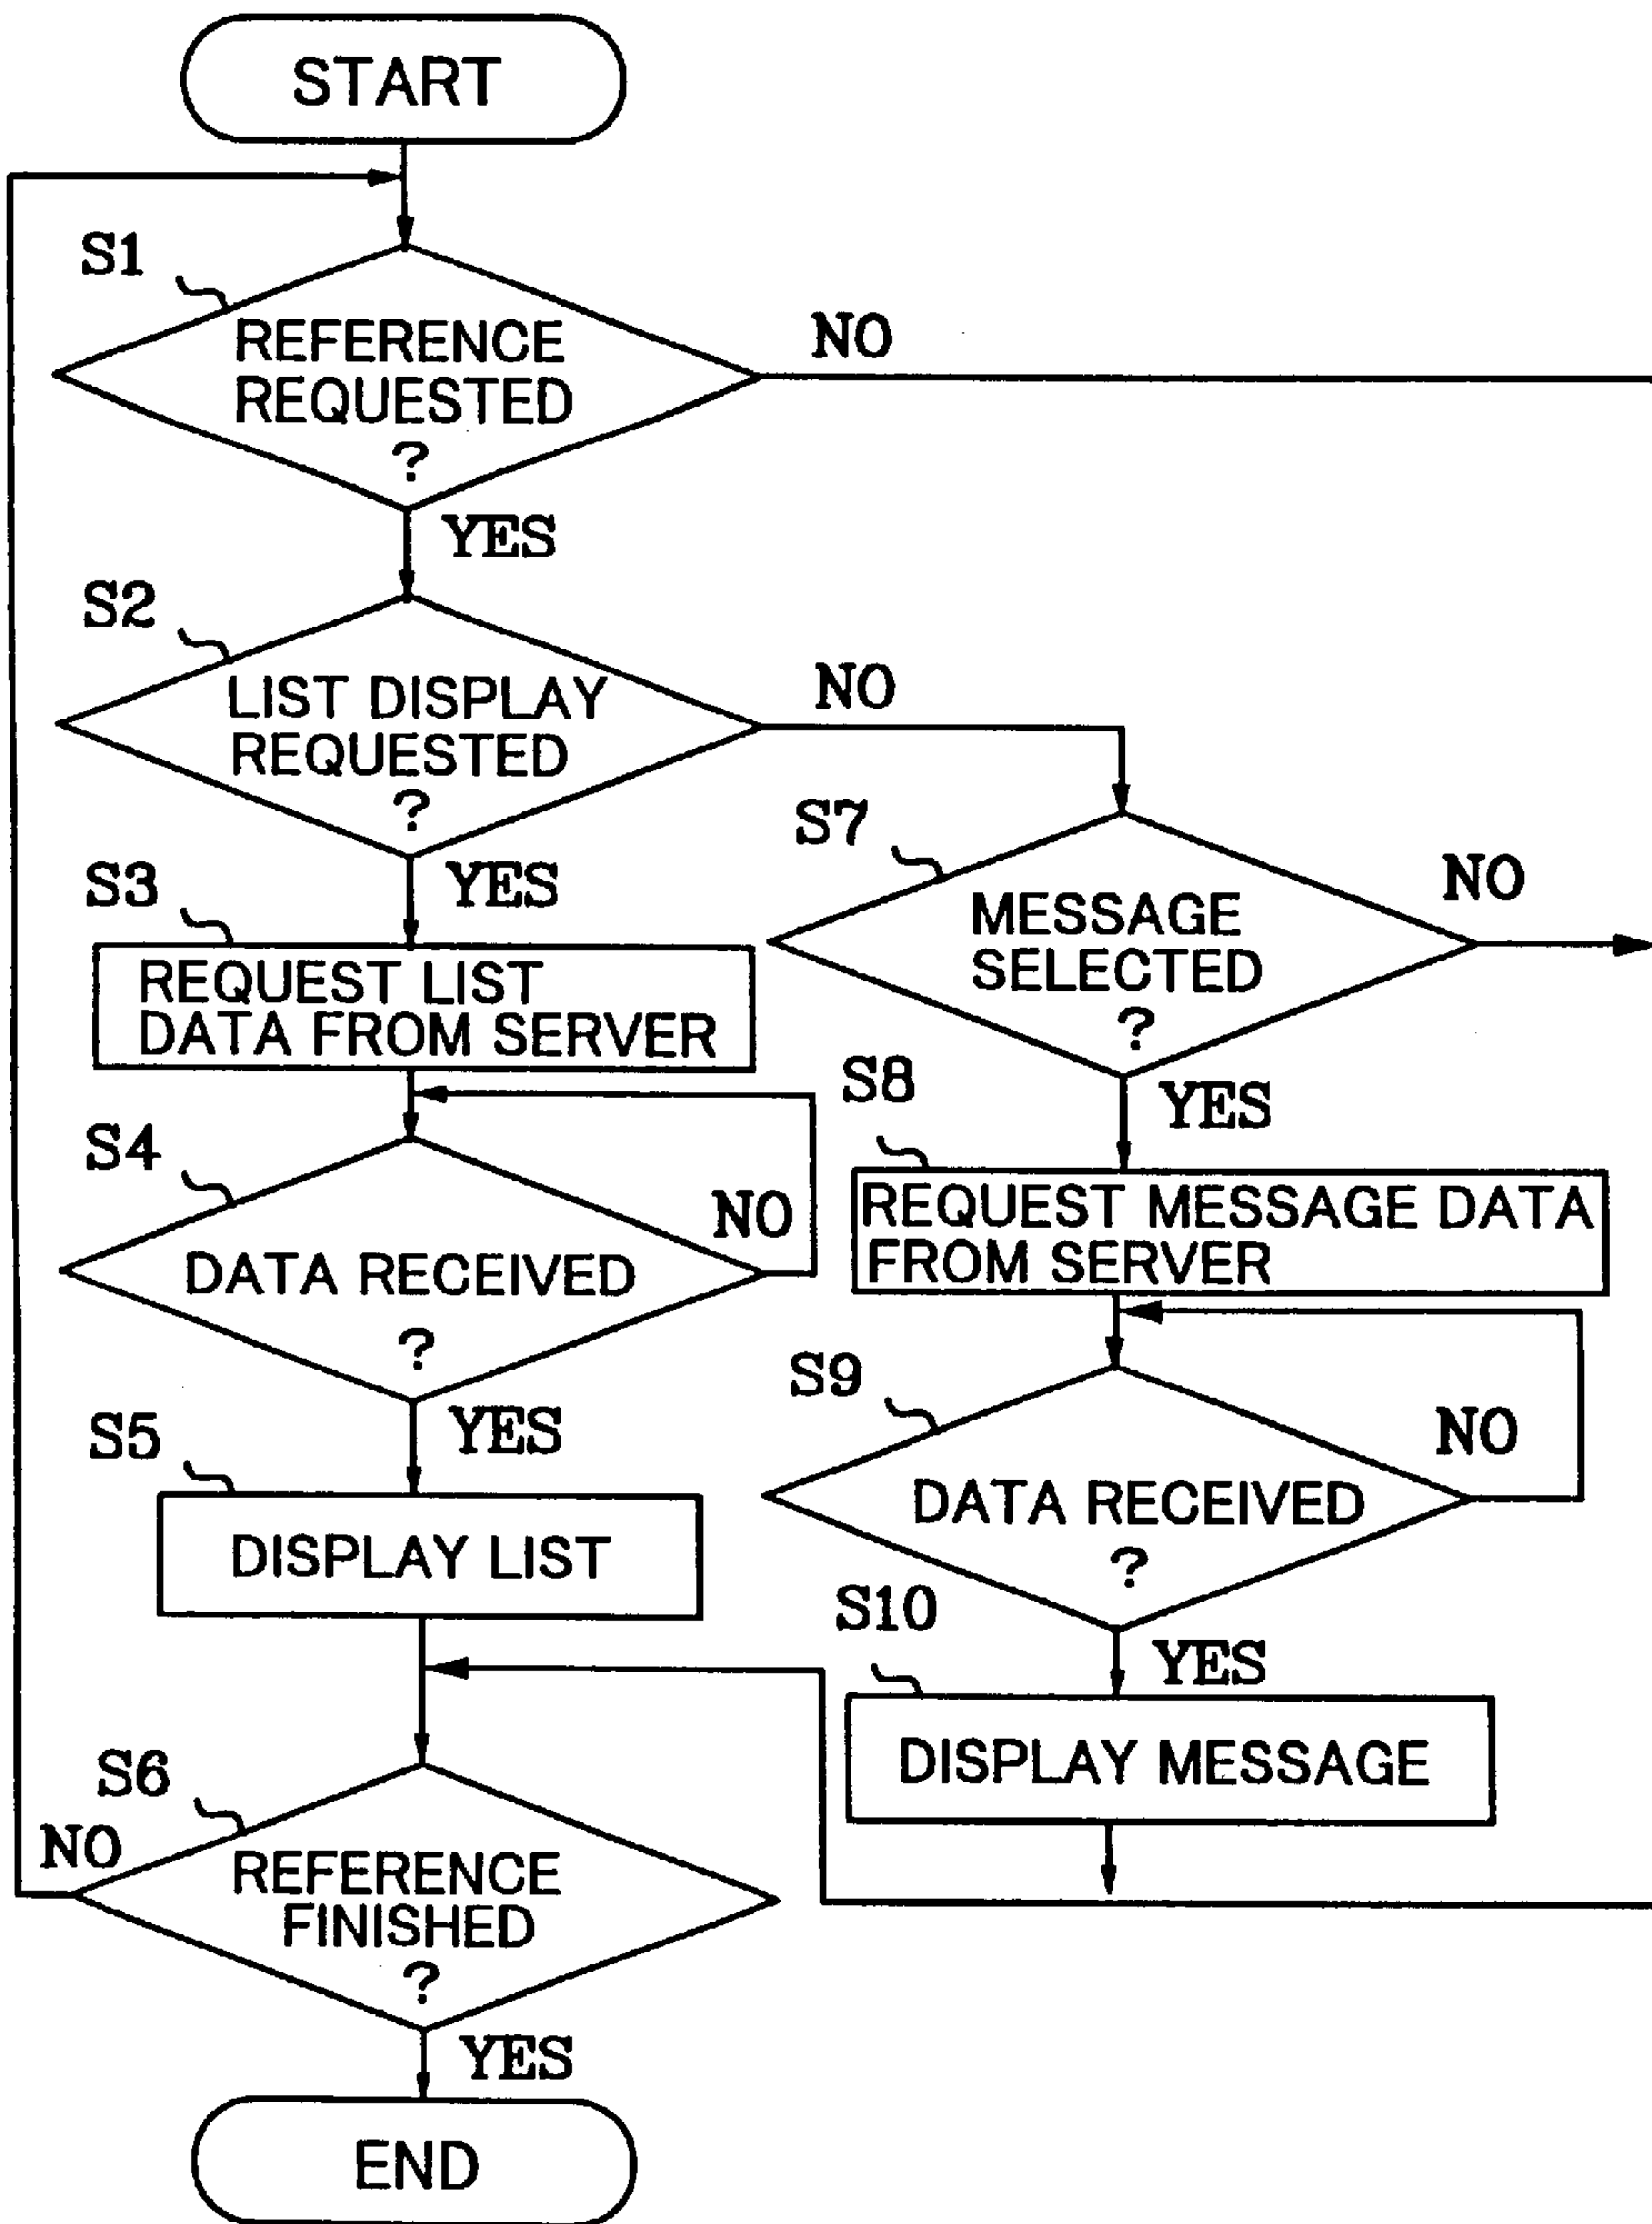 START
S1
REFERENCE
REQUESTED
?
NO
YES
S2
LIST DISPLAY
REQUESTED
?
NO
YES
S3
REQUEST LIST
DATA FROM SERVER
S4
DATA RECEIVED
?
NO
YES
S5
DISPLAY LIST
S6
REFERENCE
FINISHED
?
NO
YES
END
S7
MESSAGE
SELECTED
?
NO
YES
S8
REQUEST MESSAGE DATA
FROM SERVER
S9
DATA RECEIVED
?
NO
YES
S10
DISPLAY MESSAGE